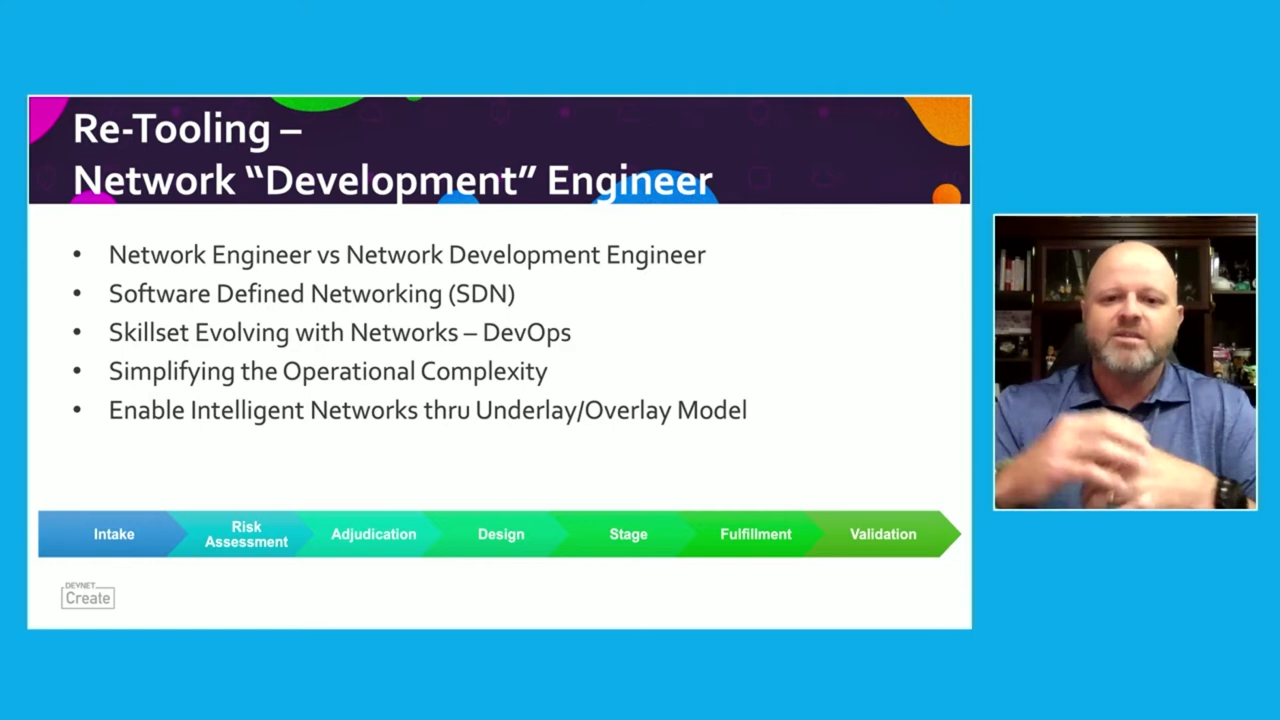 Re-Tooling –
Network “Development” Engineer
• Network Engineer vs Network Development Engineer
• Software Defined Networking (SDN)
• Skillset Evolving with Networks – DevOps
• Simplifying the Operational Complexity
• Enable Intelligent Networks thru Underlay/Overlay Model
Intake
Risk
Assessment
Adjudication
Design
Stage
Fulfillment
Validation
DEVNET
Create